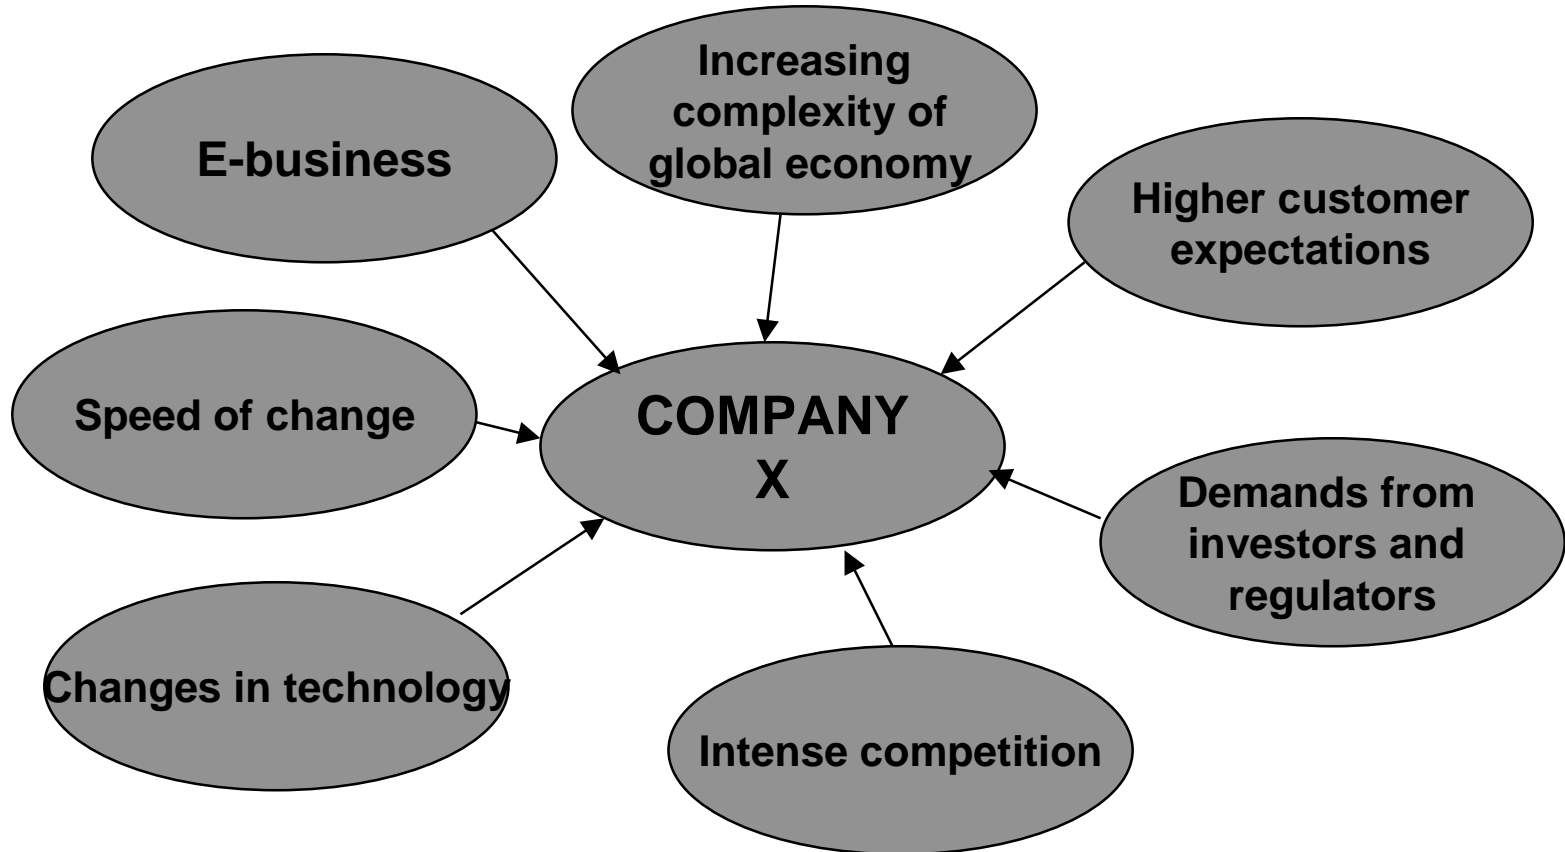 E-business
Increasing
complexity of
global economy
Higher customer
expectations
Speed of change
COMPANY
X
Demands from
investors and
regulators
Changes in technology
Intense competition